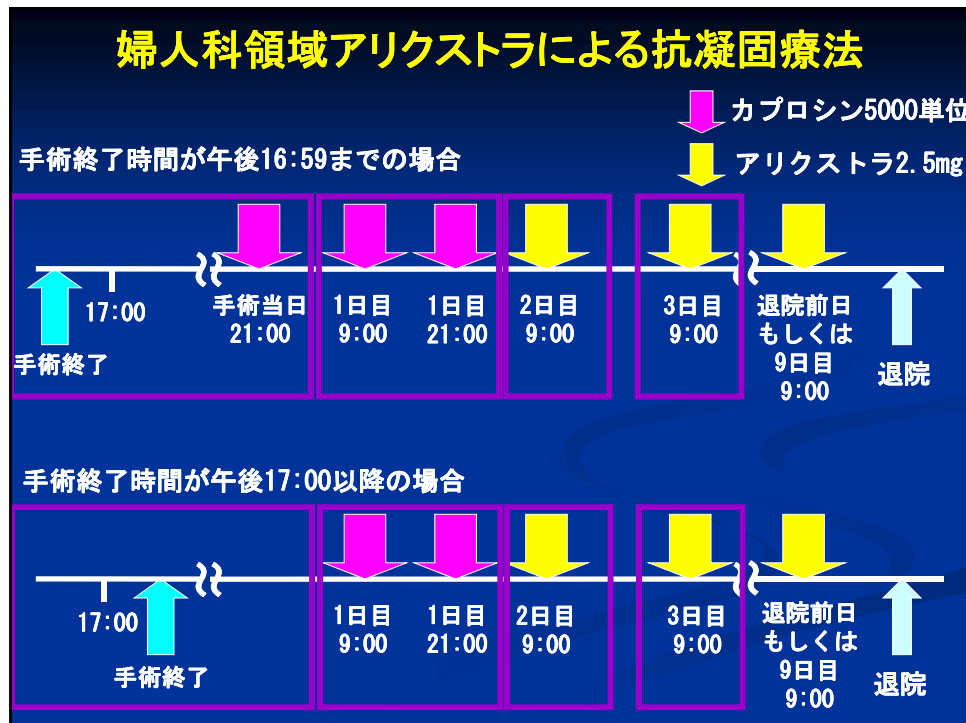 婦人科領域アリクストラによる抗凝固療法
カプロシン5000単位
アリクストラ2.5mg
手術終了時間が午後16:59までの場合
17:00
手術終了
手術当日
21:00
1日目
9:00
1日目
21:00
2日目
9:00
3日目
9:00
退院前日
もしくは
9日目
9:00
退院
手術終了時間が午後17:00以降の場合
17:00
手術終了
1日目
9:00
1日目
21:00
2日目
9:00
3日目
9:00
退院前日
もしくは
9日目
9:00
退院